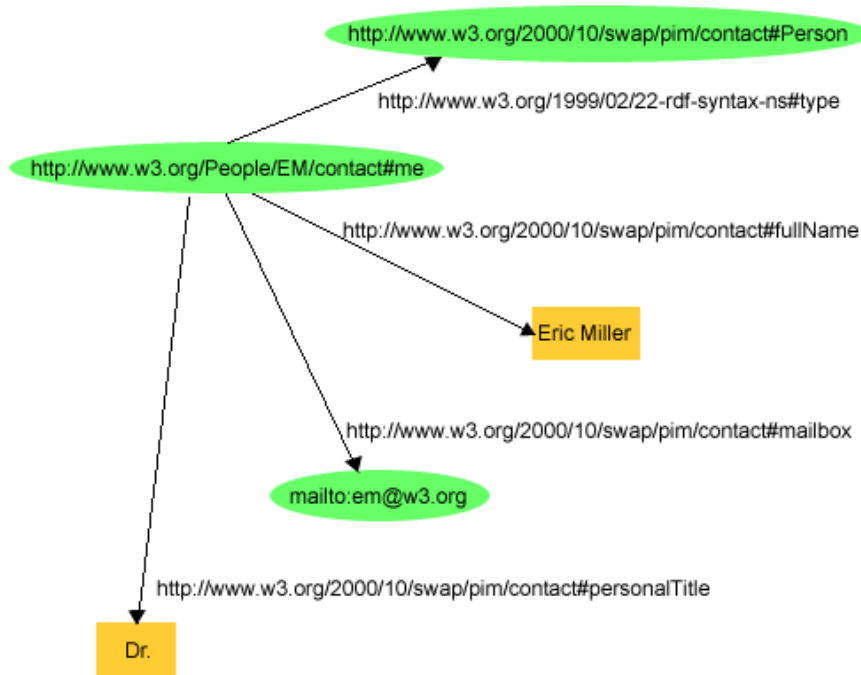 http://www.w3.org/2000/10/swap/pim/contact#Person
http://www.w3.org/1999/02/22-rdf-syntax-ns#type
http://www.w3.org/People/EM/contact#me
http://www.w3.org/2000/10/swap/pim/contact#fullName
Eric Miller
http://www.w3.org/2000/10/swap/pim/contact#mailbox
mailto:em@w3.org
http://www.w3.org/2000/10/swap/pim/contact#personalTitle
Dr.